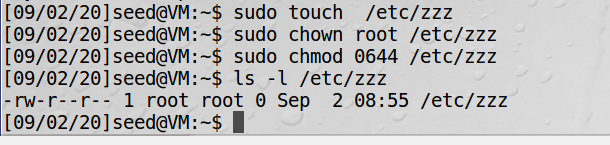 [09/02/20]seed@VM:~$ sudo touch  /etc/zzz
[09/02/20]seed@VM:~$ sudo chown root /etc/zzz
[09/02/20]seed@VM:~$ sudo chmod 0644 /etc/zzz
[09/02/20]seed@VM:~$ ls -l /etc/zzz
-rw-r--r-- 1 root root 0 Sep  2 08:55 /etc/zzz
[09/02/20]seed@VM:~$